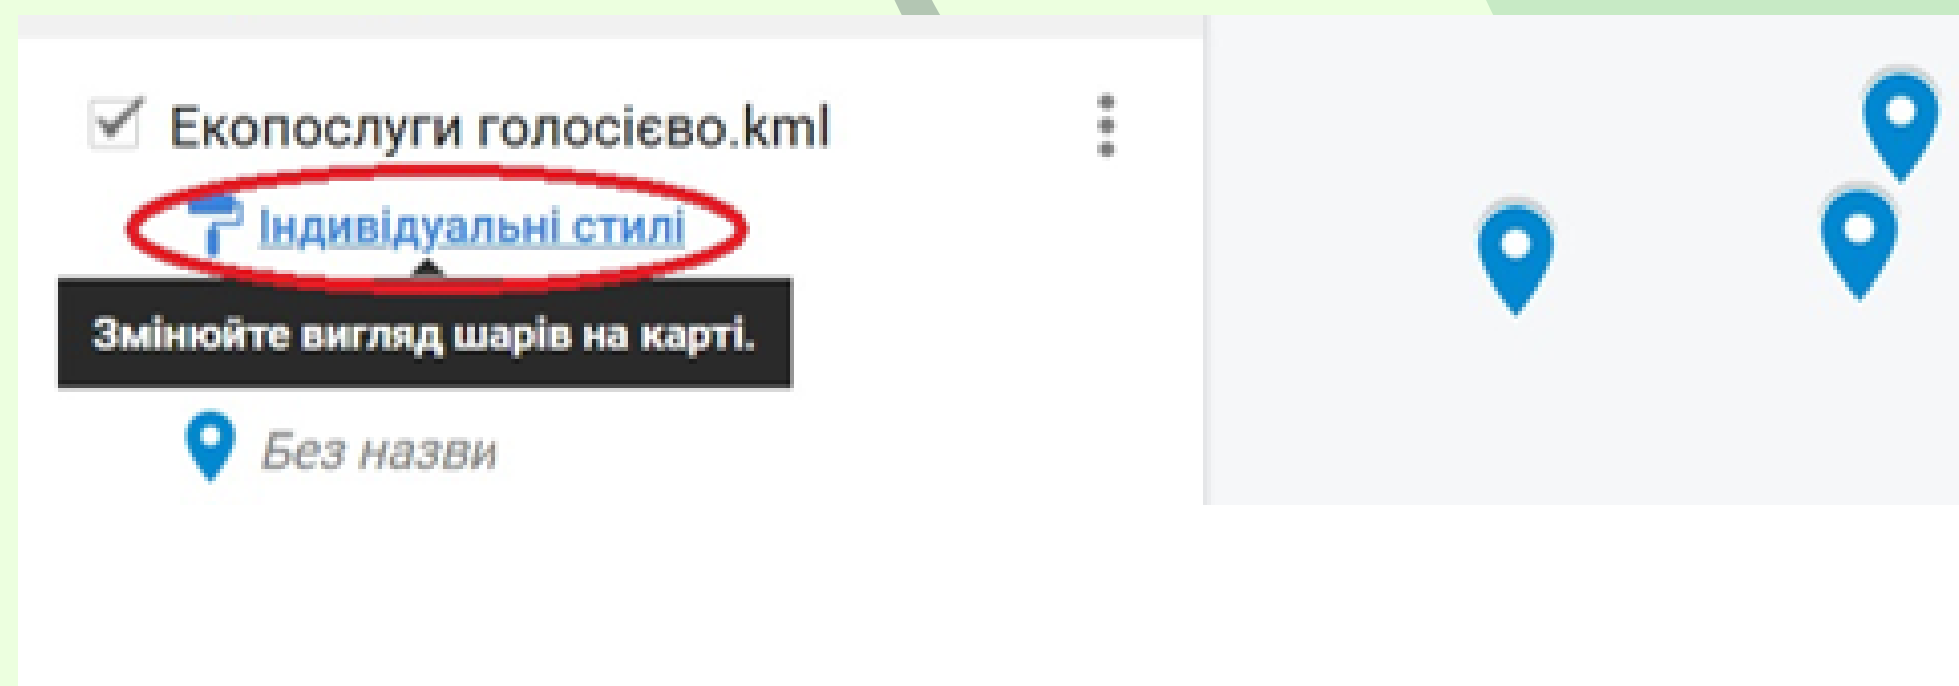 Екопослуги голосієво.kml
Індивідуальні стилі
Змінюйте вигляд шарів на карті.
Без назви